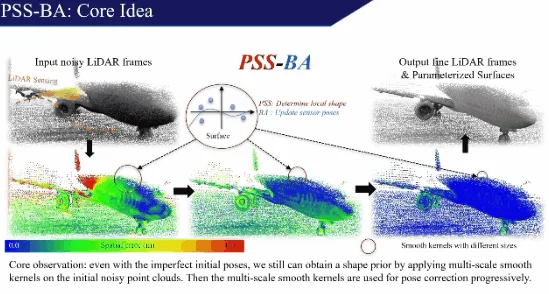 PSS-BA: Core Idea
Input noisy LiDAR frames
PSS-BA
Output fine LiDAR frames
& Parameterized Surfaces
LiDAR Sensing
PSS: Determine local shape
BA : Update sensor poses
Surface
0.0
Smooth kernels with different sizes
Core observation: even with the imperfect initial poses, we still can obtain a shape prior by applying multi-scale smooth
kernels on the initial noisy point clouds. Then the multi-scale smooth kernels are used for pose correction progressively.